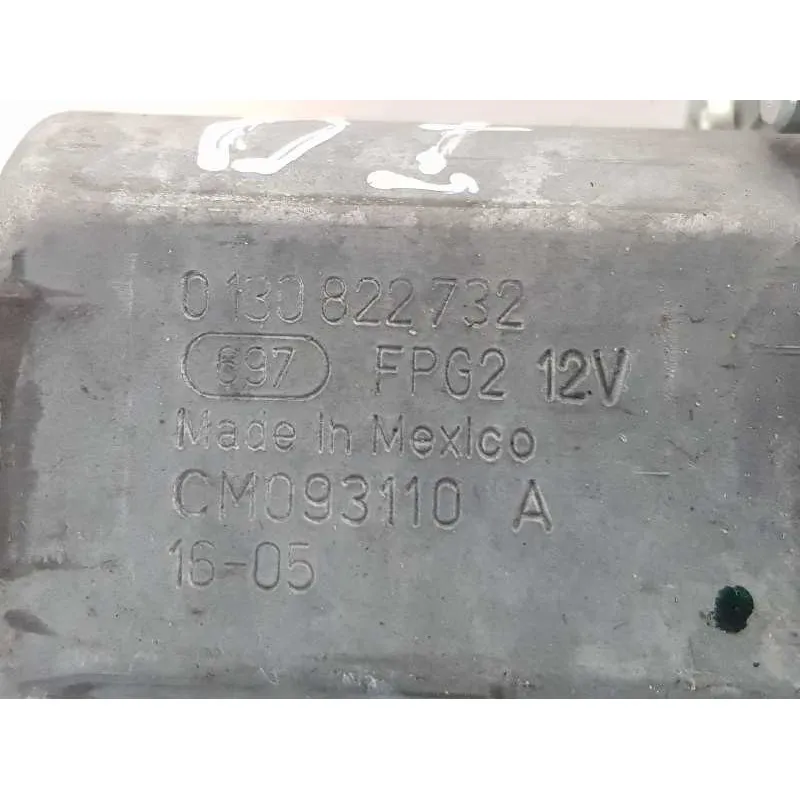 0 130 822 732
697 FPG2 12V
Made in Mexico
CM093110 A
16-05